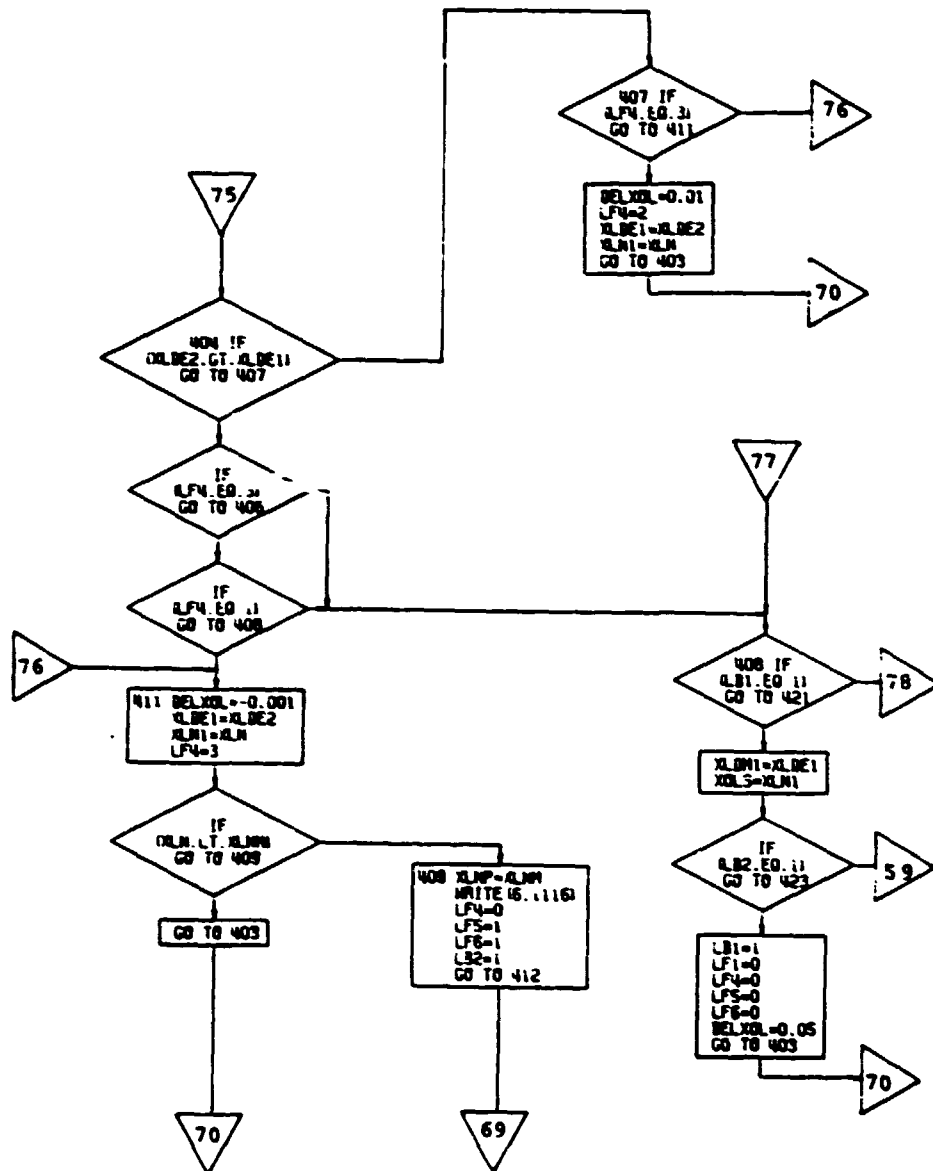 407 IF
(LF4.EQ.3)
GO TO 411
76
DELXOL=0.01
LF4=2
XLDE1=XLDE2
XLM1=XLM
GO TO 403
70
75
404 IF
(XLDE2.GT.XLDE1)
GO TO 407
IF
(LF4.EQ.3)
GO TO 406
IF
(LF4.EQ.1)
GO TO 408
77
408 IF
(LB1.EQ.1)
GO TO 421
78
76
411 DELXOL=-0.001
XLDE1=XLDE2
XLM1=XLM
LF4=3
XLDM1=XLDE1
XOLS=XLM1
IF
(XLM.LT.XLMM)
GO TO 409
IF
(LB2.EQ.1)
GO TO 423
59
GO TO 403
XLMP=XLMM
WRITE(6,1116)
LF4=0
LF5=1
LF6=1
LB2=1
GO TO 412
LB1=1
LF1=0
LF4=0
LF5=0
LF6=0
DELXOL=0.05
GO TO 403
70
70
69